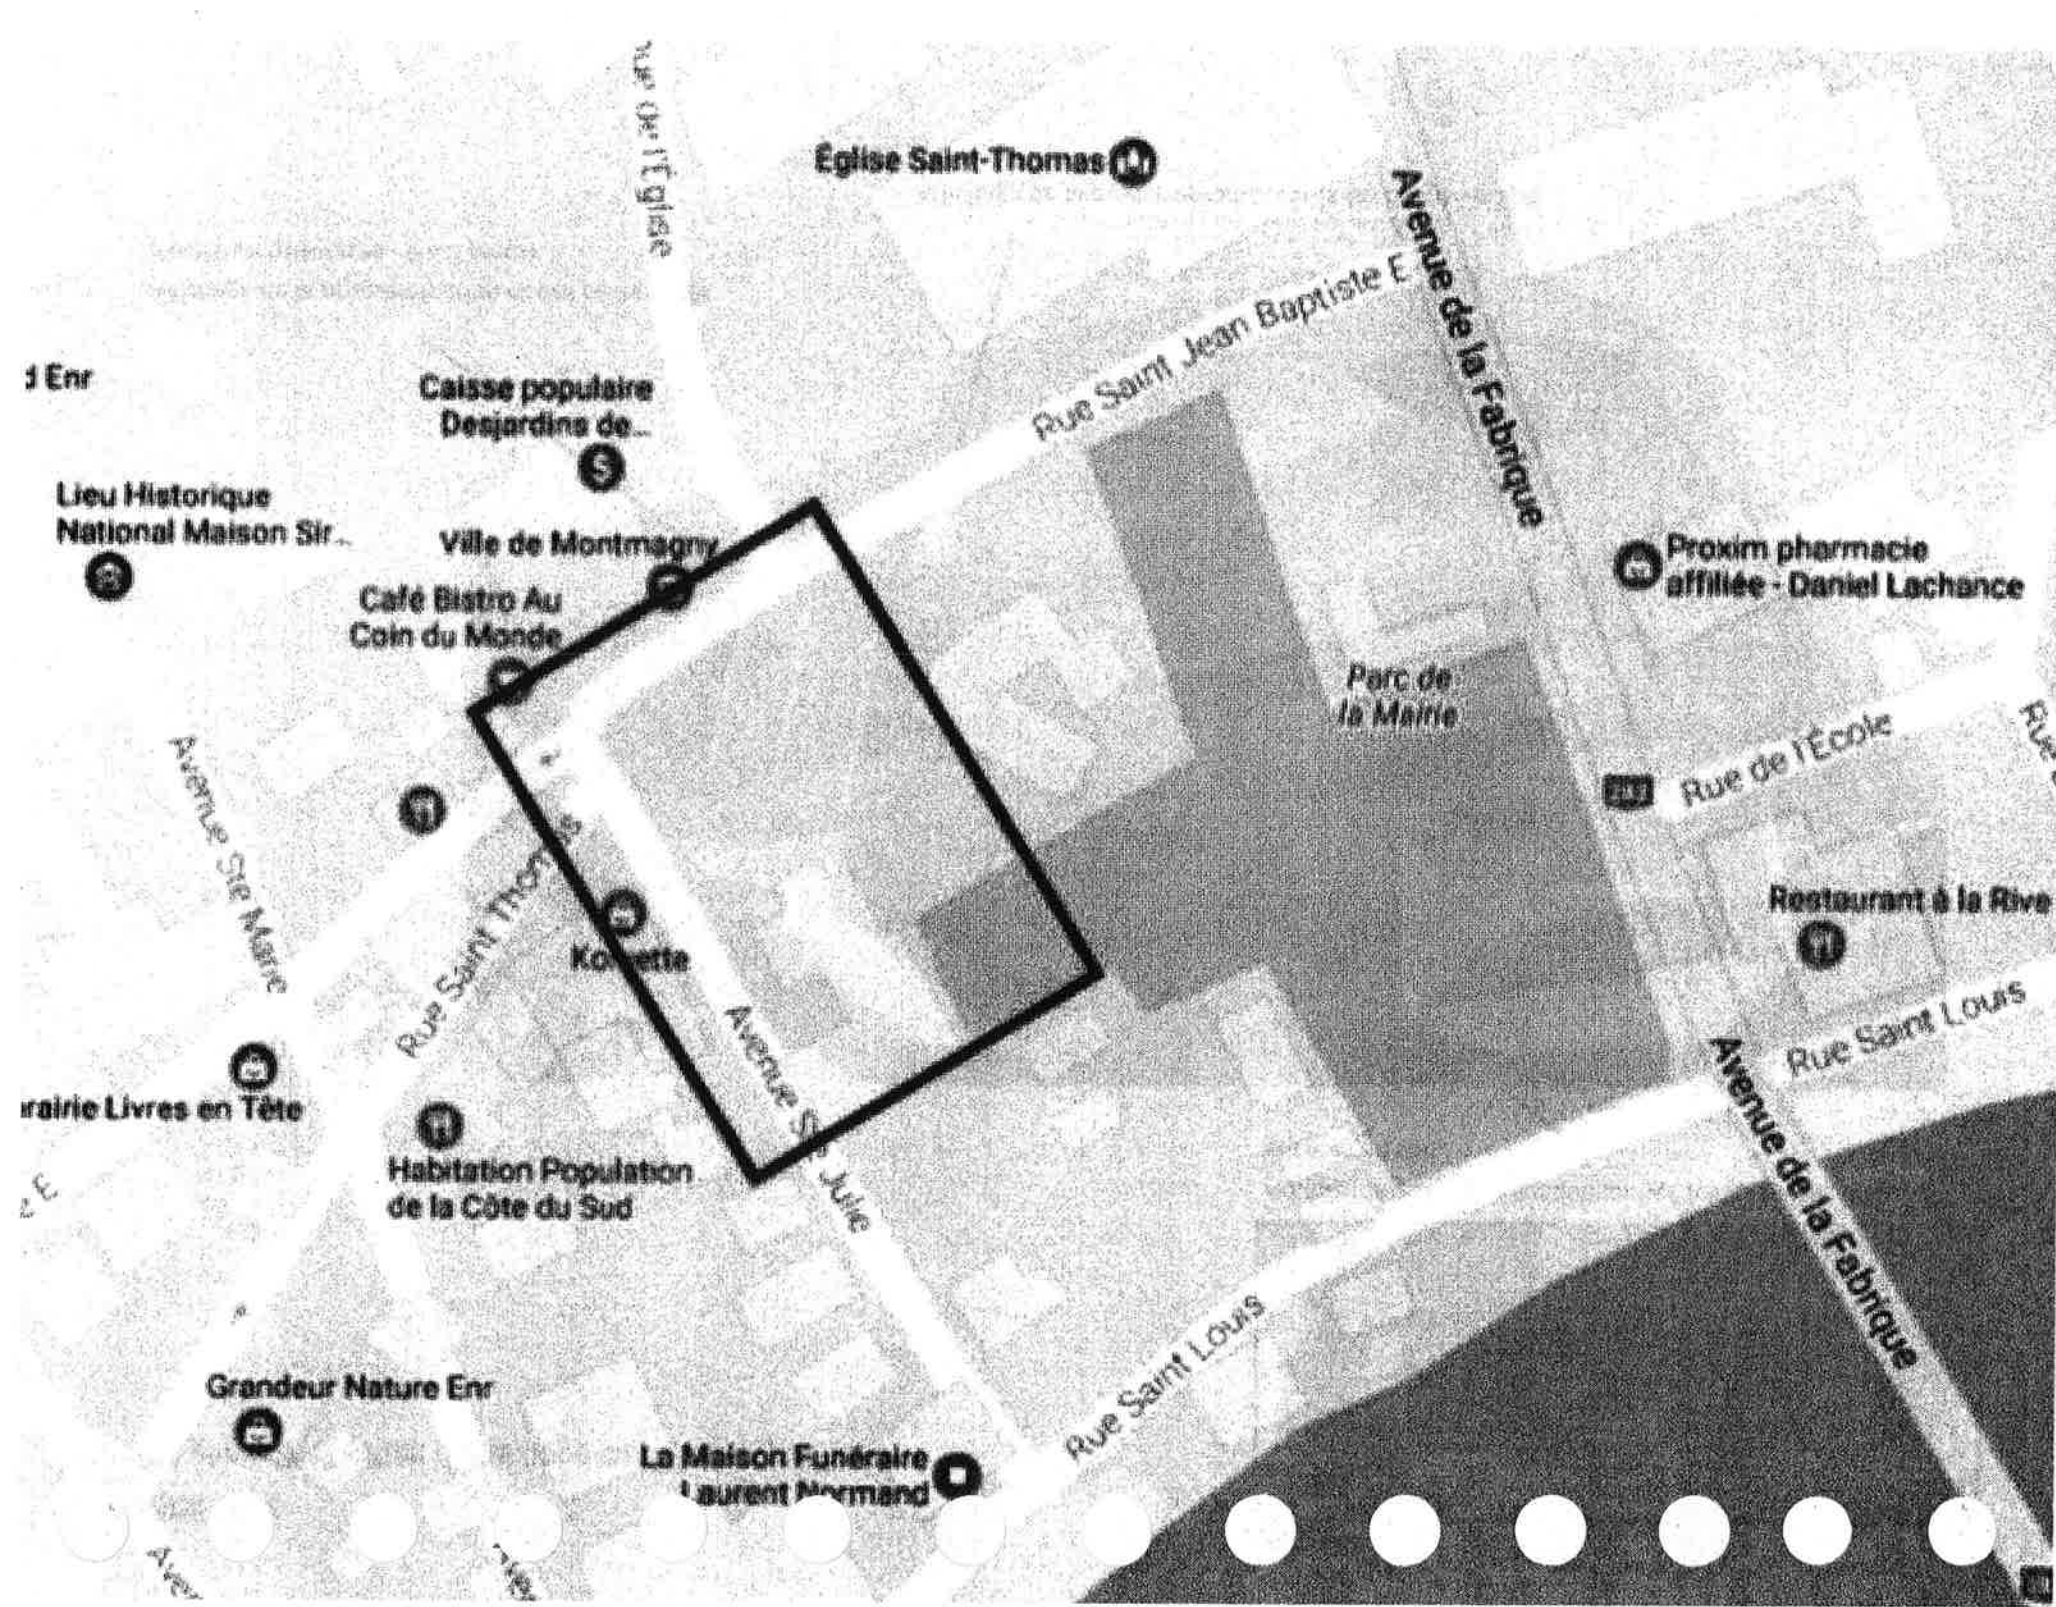 de l'Église
Église Saint-Thomas
Avenue de la Fabrique
Rue Saint Jean Baptiste E
d Enr
Caisse populaire
Desjardins de...
Lieu Historique
National Maison Sir...
Ville de Montmagny
Café Bistro Au
Coin du Monde
Proxim pharmacie
affiliée - Daniel Lachance
Parc de
la Mairie
Rue de l'École
Rue
Avenue Ste Marie
Rue Saint Thomas
Restaurant à la Rive
Avenue Ste Julie
Rue Saint Louis
Avenue de la Fabrique
rairie Livres en Tête
E
Habitation Population
de la Côte du Sud
Rue Saint Louis
Grandeur Nature Enr
La Maison Funéraire
Laurent Normand
Aver